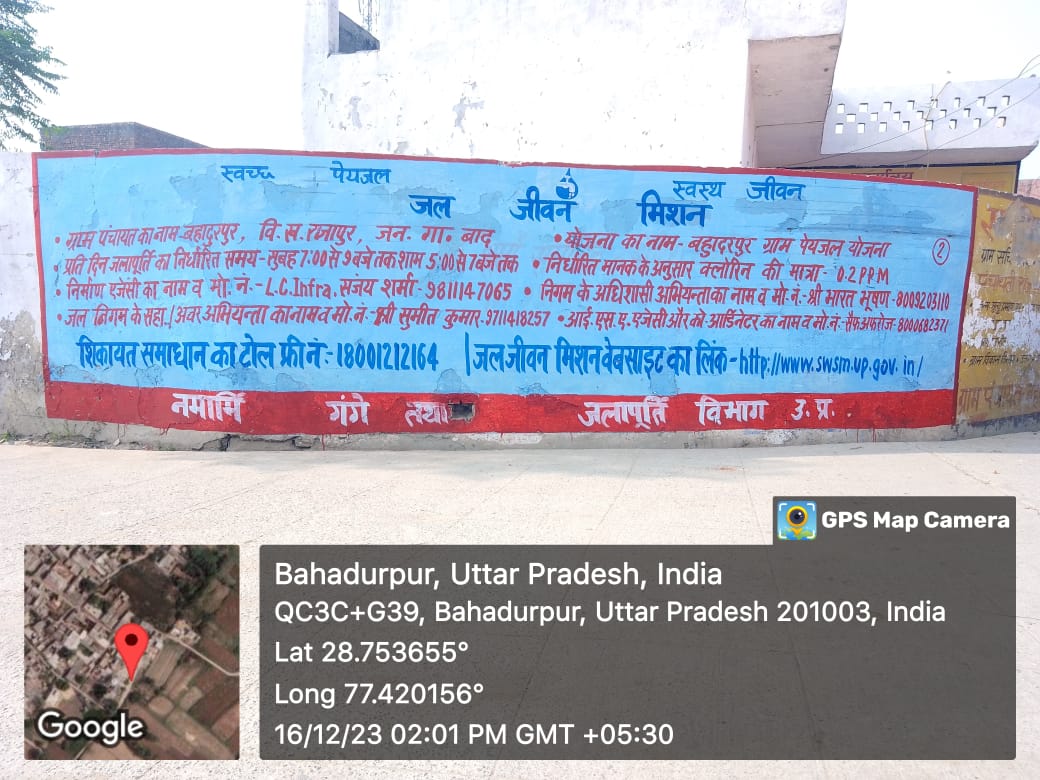 स्वच्छ पेयजल
स्वस्थ जीवन
जल जीवन मिशन
• ग्राम पंचायत का नाम-बहादुरपुर, वि.ख. रजापुर, जन. गा. बाद
• प्रति दिन जलापूर्ति का निर्धारित समय-सुबह 7:00 से 9 बजे तक शाम 5:00 से 7 बजे तक
• निर्माण एजेंसी का नाम व मो. नं.-L.C.Infra. संजय शर्मा-9811147065
• जल निगम के सहा./अवर अभियन्ता का नाम व मो. नं.-श्री सुमीत कुमार.9711418257
• योजना का नाम-बहुादरपुर ग्राम पेयजल योजना
2
• निर्धारित मानक के अनुसार क्लोरिन की मात्रा- 0.2 PPM
• निगम के अधिशासी अभियन्ता का नाम व मो. नं-श्री भारत भूषण-8009203110
• आई. एस. ए. एजेंसी और को आर्डिनेटर का नाम व मो. नं-सैफ अफरोज-8000682371
शिकायत समाधान का टोल फ्री नं:-18001212164 | जल जीवन मिशन वेबसाइट का लिंक-http://www.swsm.up.gov.in/
नमामि गंगे तथा जलापूर्ति विभाग उ.प्र..
ग्राम
GPS Map Camera
Bahadurpur, Uttar Pradesh, India
QC3C+G39, Bahadurpur, Uttar Pradesh 201003, India
Lat 28.753655°
Long 77.420156°
16/12/23 02:01 PM GMT +05:30
Google